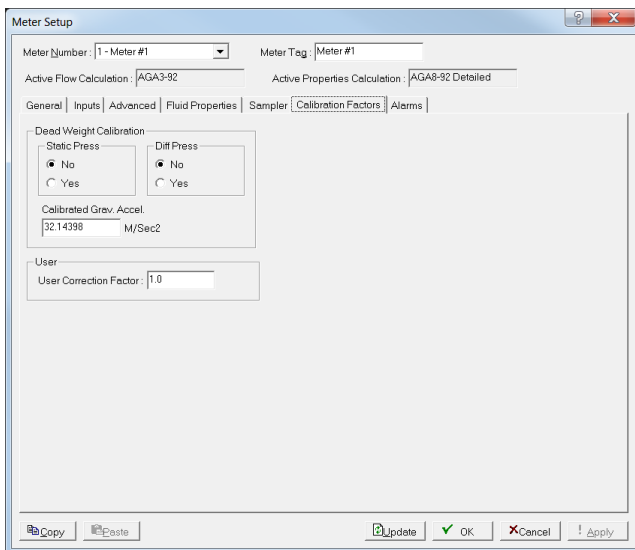 Meter Setup
Meter Number : 1 - Meter #1 Meter Tag : Meter #1
Active Flow Calculation : AGA3-92 Active Properties Calculation : AGA8-92 Detailed
General Inputs Advanced Fluid Properties Sampler Calibration Factors Alarms
Dead Weight Calibration
Static Press Diff Press
No No
Yes Yes
Calibrated Grav. Accel.
32.14398 M/Sec2
User
User Correction Factor : 1.0
Copy Paste Update OK Cancel ! Apply